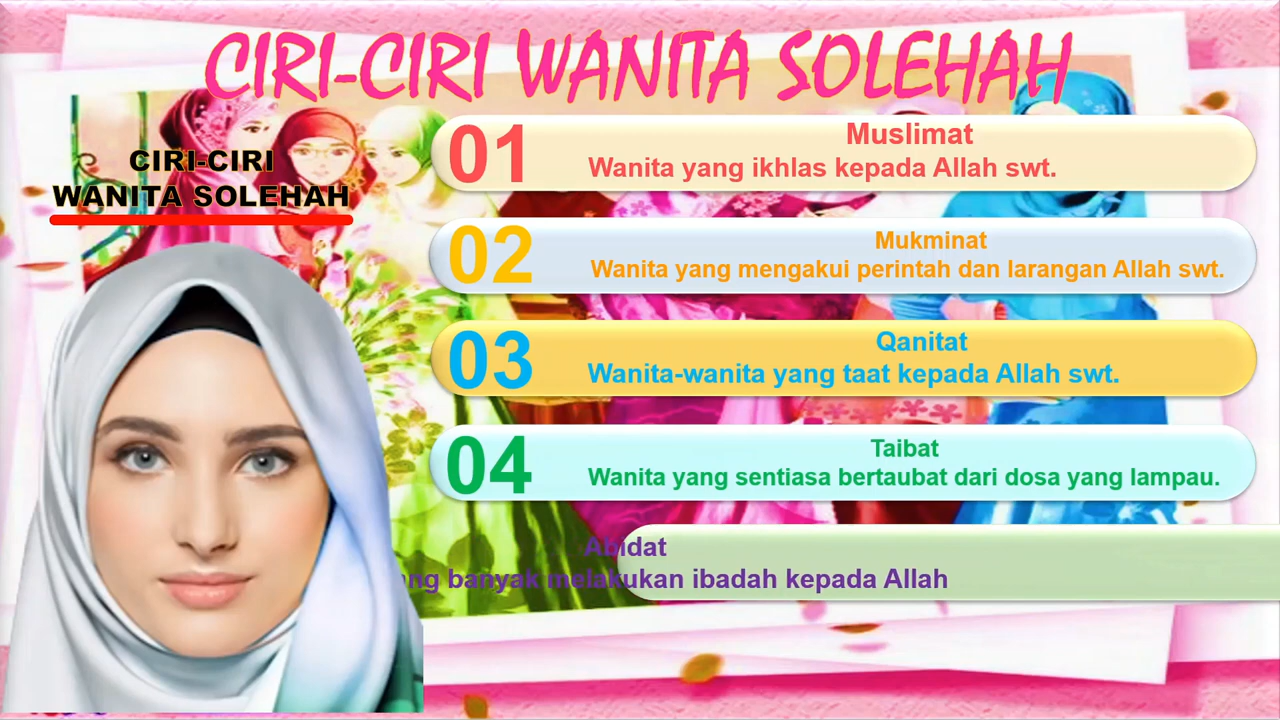 CIRI-CIRI WANITA SOLEHAH
CIRI-CIRI
WANITA SOLEHAH
01
Muslimat
Wanita yang ikhlas kepada Allah swt.
02
Mukminat
Wanita yang mengakui perintah dan larangan Allah swt.
03
Qanitat
Wanita-wanita yang taat kepada Allah swt.
04
Taibat
Wanita yang sentiasa bertaubat dari dosa yang lampau.
Abidat
banyak melakukan ibadah kepada Allah